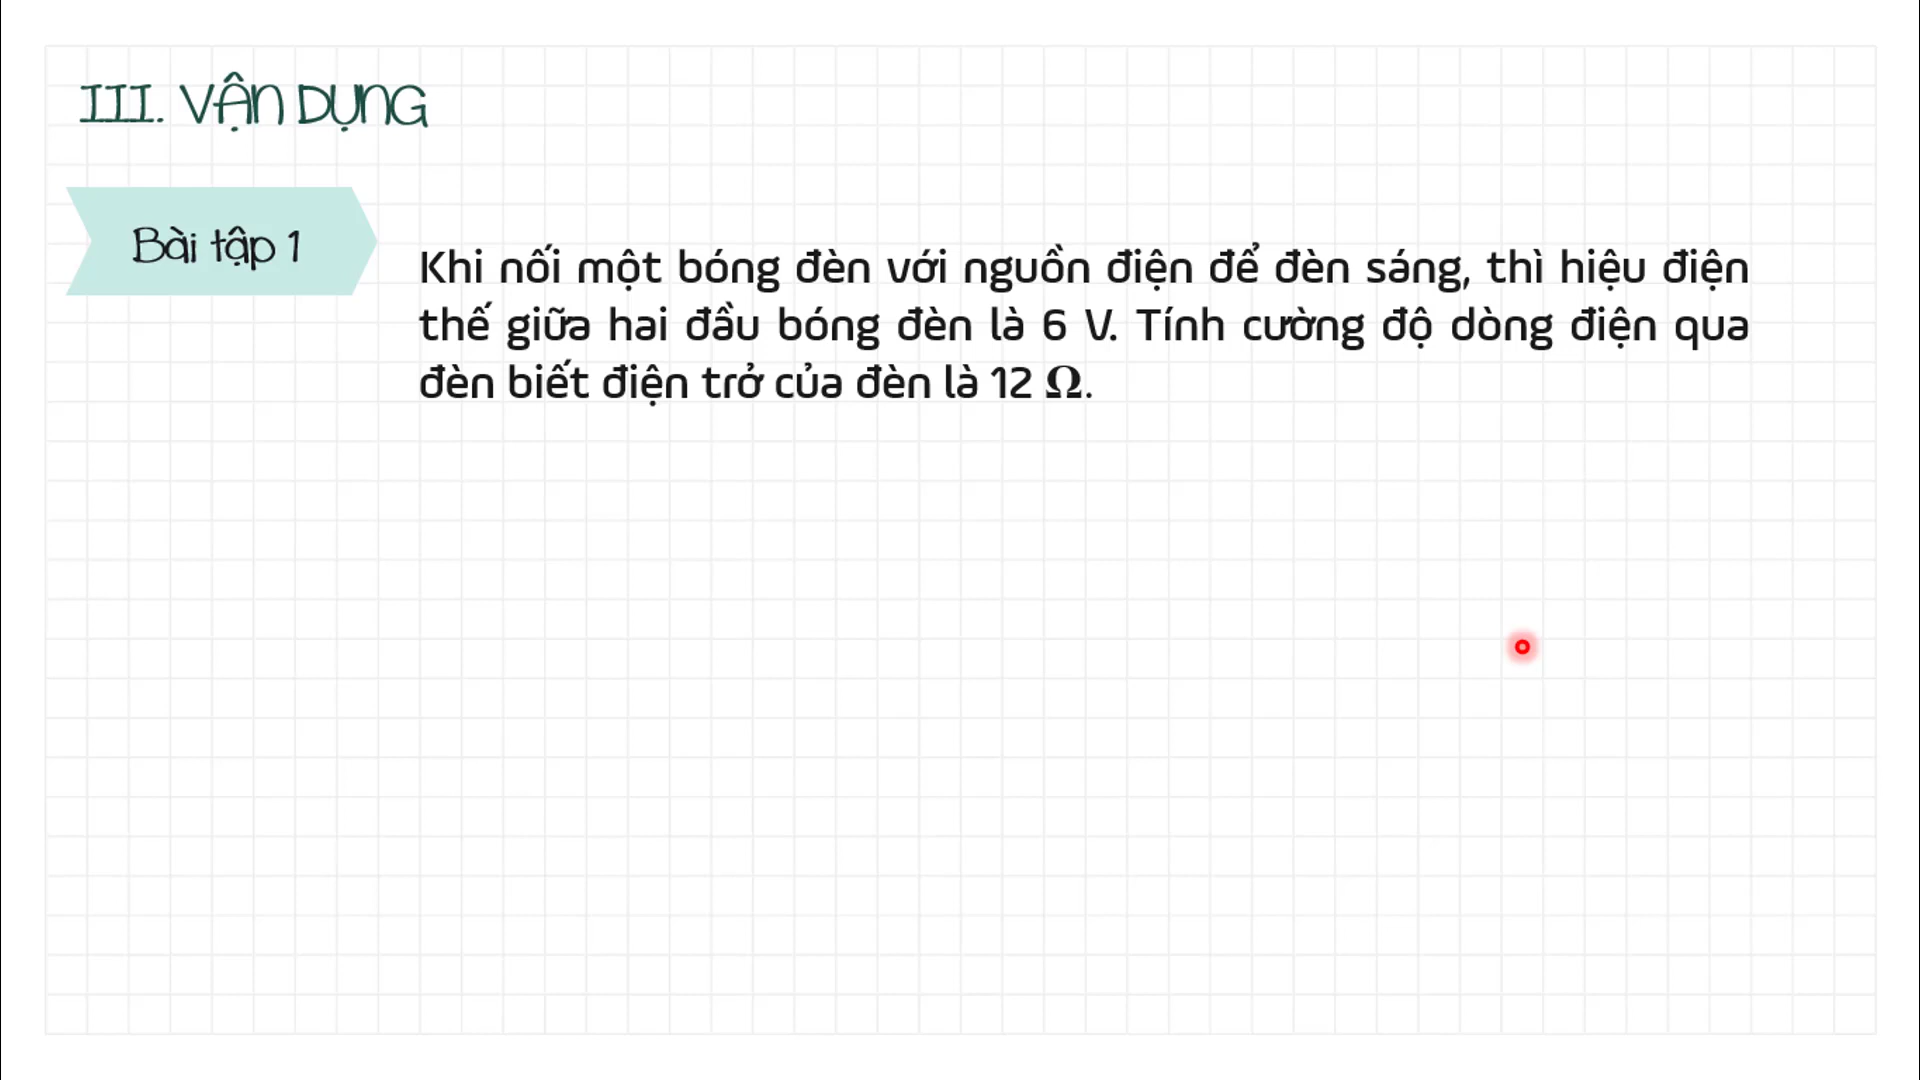 III. VẬN DỤNG
Bài tập 1
Khi nối một bóng đèn với nguồn điện để đèn sáng, thì hiệu điện
thế giữa hai đầu bóng đèn là 6 V. Tính cường độ dòng điện qua
đèn biết điện trở của đèn là 12 Ω.